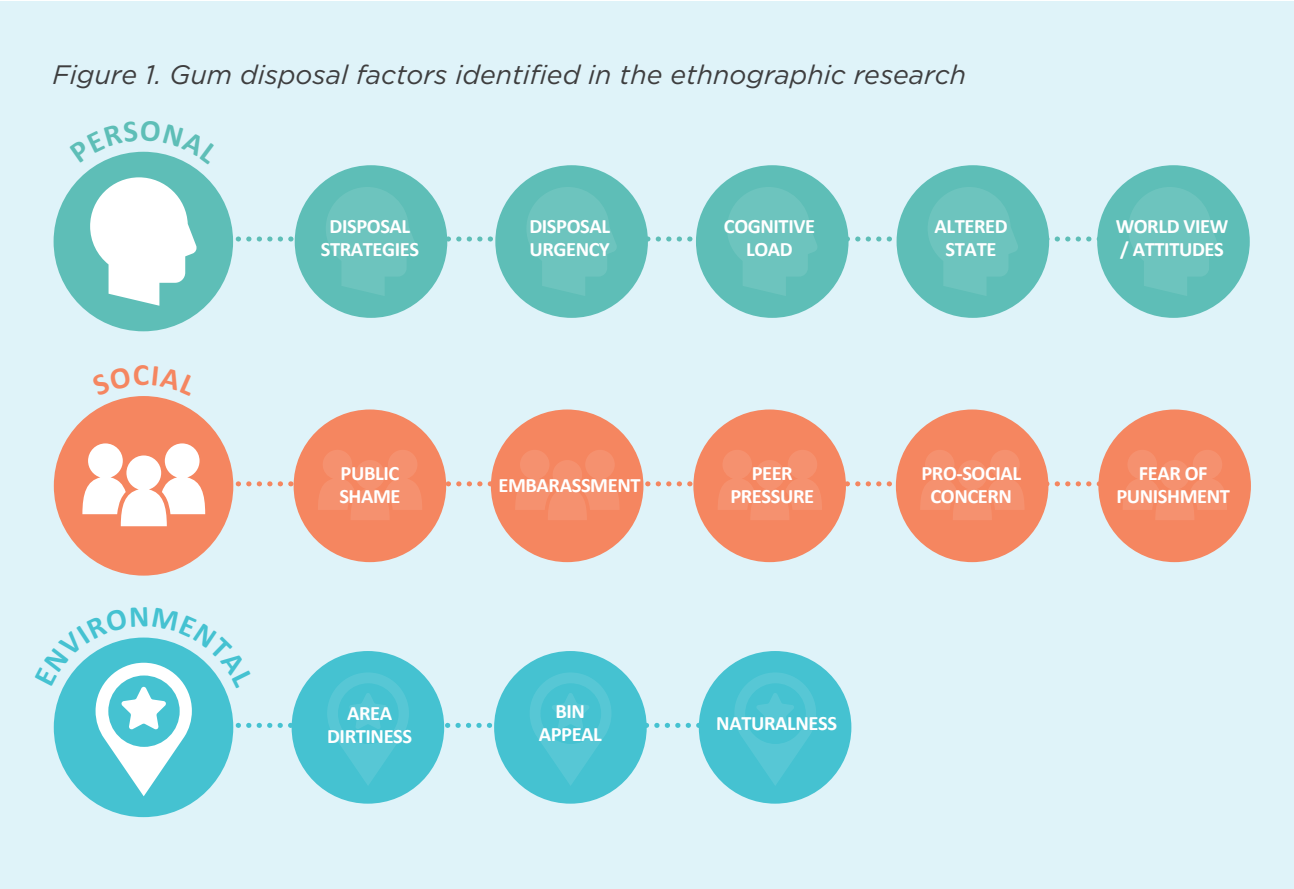 Figure 1. Gum disposal factors identified in the ethnographic research
PERSONAL
DISPOSAL
STRATEGIES
DISPOSAL
URGENCY
COGNITIVE
LOAD
ALTERED
STATE
WORLD VIEW
/ ATTITUDES
SOCIAL
PUBLIC
SHAME
EMBARASSMENT
PEER
PRESSURE
PRO-SOCIAL
CONCERN
FEAR OF
PUNISHMENT
ENVIRONMENTAL
AREA
DIRTINESS
BIN
APPEAL
NATURALNESS